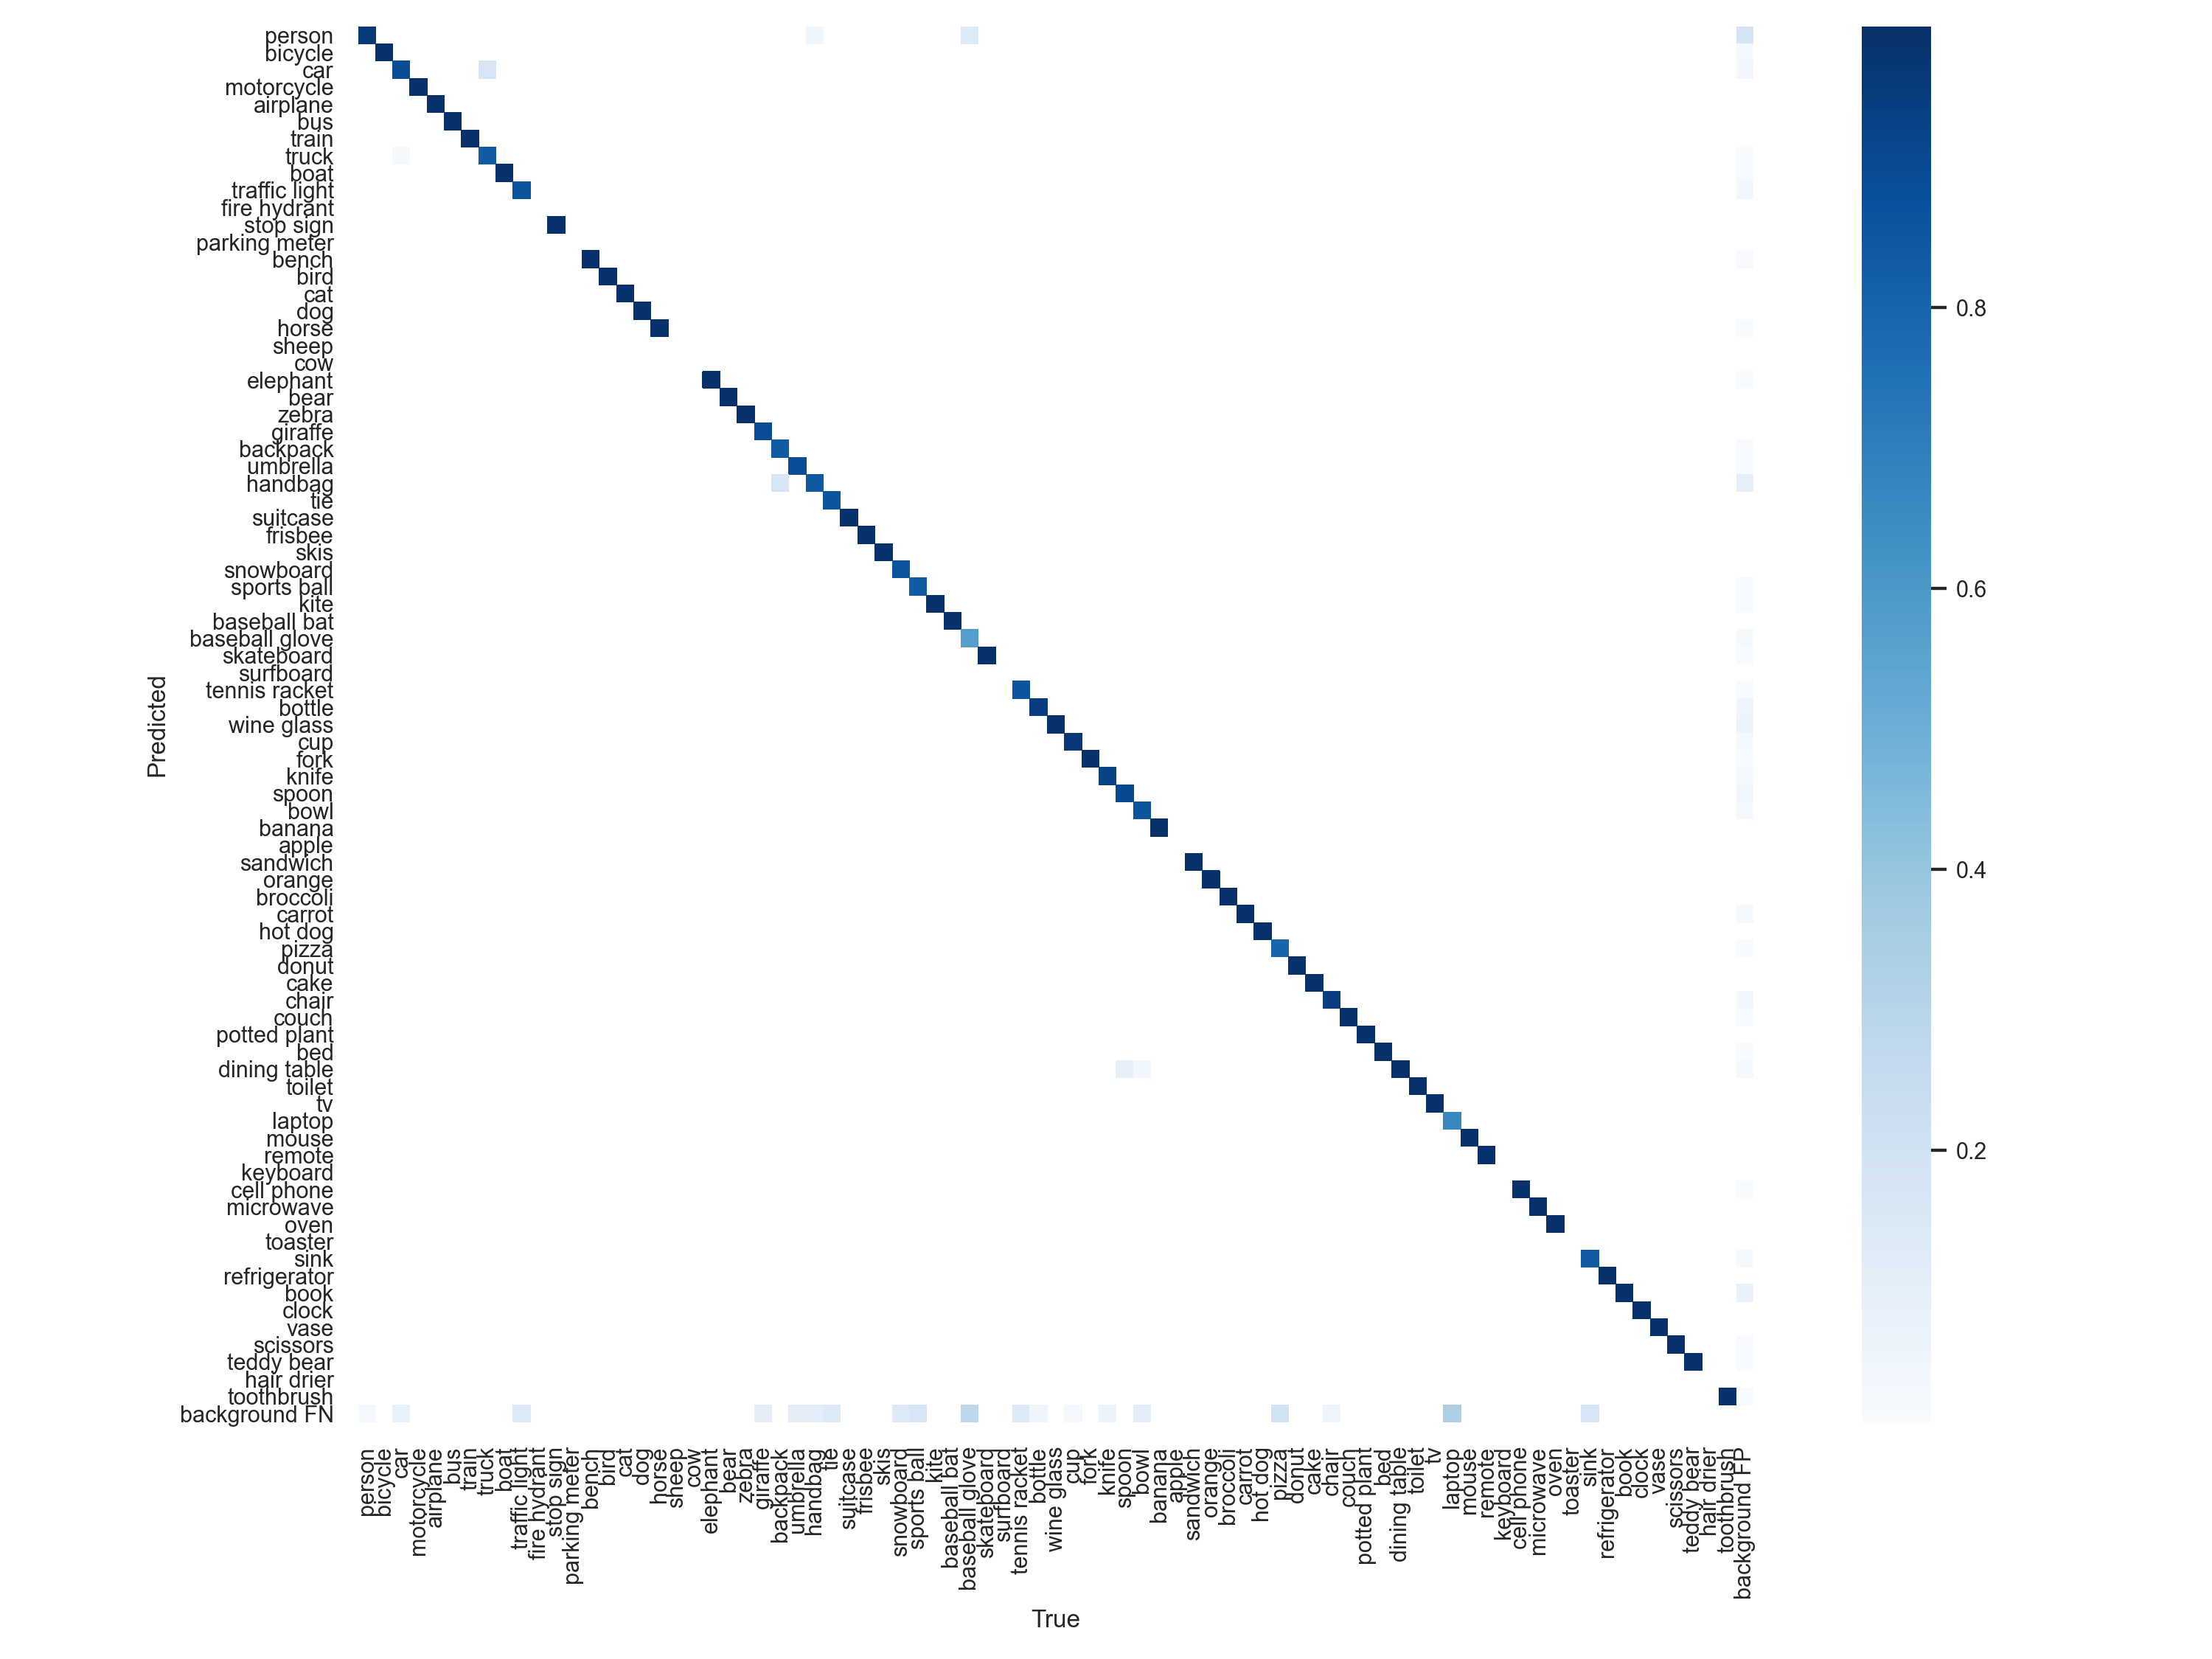 person
bicycle
car
motorcycle
airplane
bus
train
truck
boat
traffic light
fire hydrant
stop sign
parking meter
bench
bird
cat
dog
horse
sheep
cow
elephant
bear
zebra
giraffe
backpack
umbrella
handbag
tie
suitcase
frisbee
skis
snowboard
sports ball
kite
baseball bat
baseball glove
skateboard
surfboard
tennis racket
bottle
wine glass
cup
fork
knife
spoon
bowl
banana
apple
sandwich
orange
broccoli
carrot
hot dog
pizza
donut
cake
chair
couch
potted plant
bed
dining table
toilet
tv
laptop
mouse
remote
keyboard
cell phone
microwave
oven
toaster
sink
refrigerator
book
clock
vase
scissors
teddy bear
hair drier
toothbrush
background FN
Predicted
person
bicycle
car
motorcycle
airplane
bus
train
truck
boat
traffic light
fire hydrant
stop sign
parking meter
bench
bird
cat
dog
horse
sheep
cow
elephant
bear
zebra
giraffe
backpack
umbrella
handbag
tie
suitcase
frisbee
skis
snowboard
sports ball
kite
baseball bat
baseball glove
skateboard
surfboard
tennis racket
bottle
wine glass
cup
fork
knife
spoon
bowl
banana
apple
sandwich
orange
broccoli
carrot
hot dog
pizza
donut
cake
chair
couch
potted plant
bed
dining table
toilet
tv
laptop
mouse
remote
keyboard
cell phone
microwave
oven
toaster
sink
refrigerator
book
clock
vase
scissors
teddy bear
hair drier
toothbrush
background FP
True
0.8
0.6
0.4
0.2